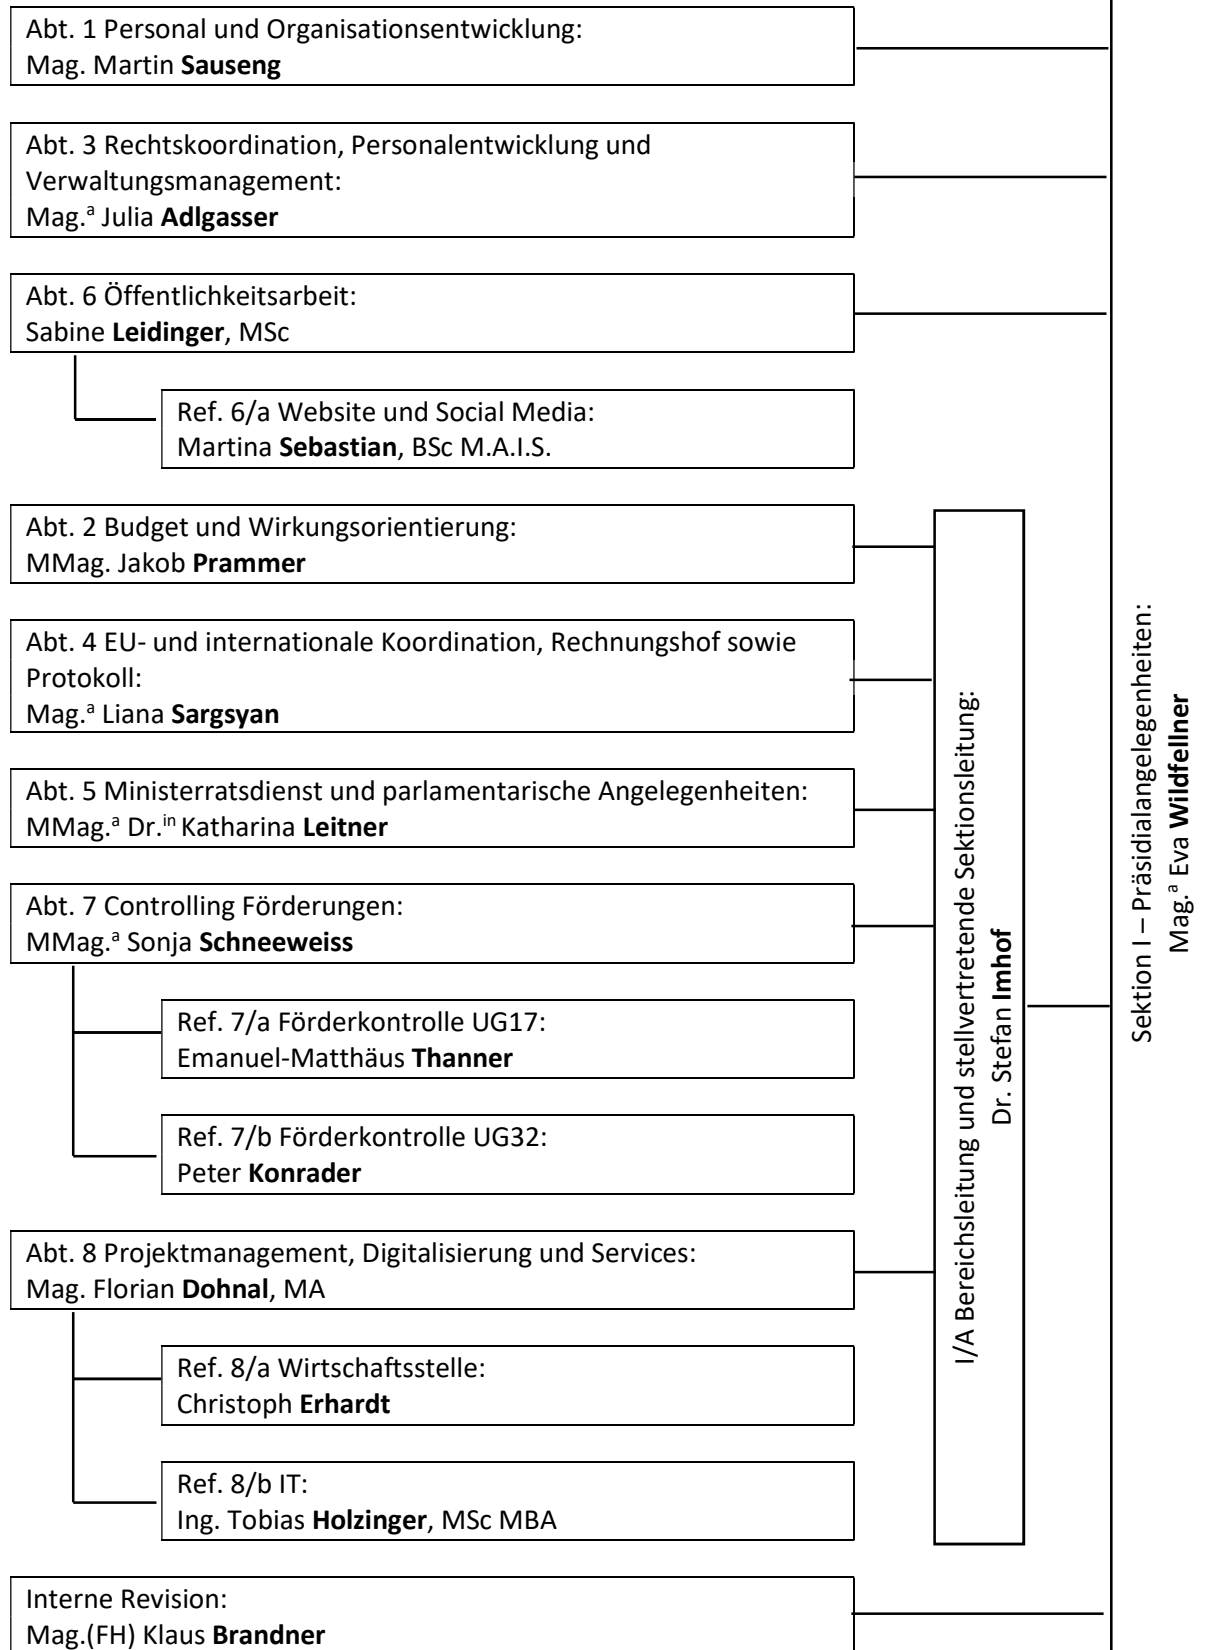 Abt. 1 Personal und Organisationsentwicklung:
Mag. Martin Sauseng
Abt. 3 Rechtskoordination, Personalentwicklung und
Verwaltungsmanagement:
Mag.ᵃ Julia Adlgasser
Abt. 6 Öffentlichkeitsarbeit:
Sabine Leidinger, MSc
Ref. 6/a Website und Social Media:
Martina Sebastian, BSc M.A.I.S.
Abt. 2 Budget und Wirkungsorientierung:
MMag. Jakob Prammer
Abt. 4 EU- und internationale Koordination, Rechnungshof sowie
Protokoll:
Mag.ᵃ Liana Sargsyan
Abt. 5 Ministerratsdienst und parlamentarische Angelegenheiten:
MMag.ᵃ Dr.ⁱⁿ Katharina Leitner
Abt. 7 Controlling Förderungen:
MMag.ᵃ Sonja Schneeweiss
Ref. 7/a Förderkontrolle UG17:
Emanuel-Matthäus Thanner
Ref. 7/b Förderkontrolle UG32:
Peter Konrader
Abt. 8 Projektmanagement, Digitalisierung und Services:
Mag. Florian Dohnal, MA
Ref. 8/a Wirtschaftsstelle:
Christoph Erhardt
Ref. 8/b IT:
Ing. Tobias Holzinger, MSc MBA
Interne Revision:
Mag.(FH) Klaus Brandner
I/A Bereichsleitung und stellvertretende Sektionsleitung:
Dr. Stefan Imhof
Sektion I – Präsidialangelegenheiten:
Mag.ᵃ Eva Wildfellner